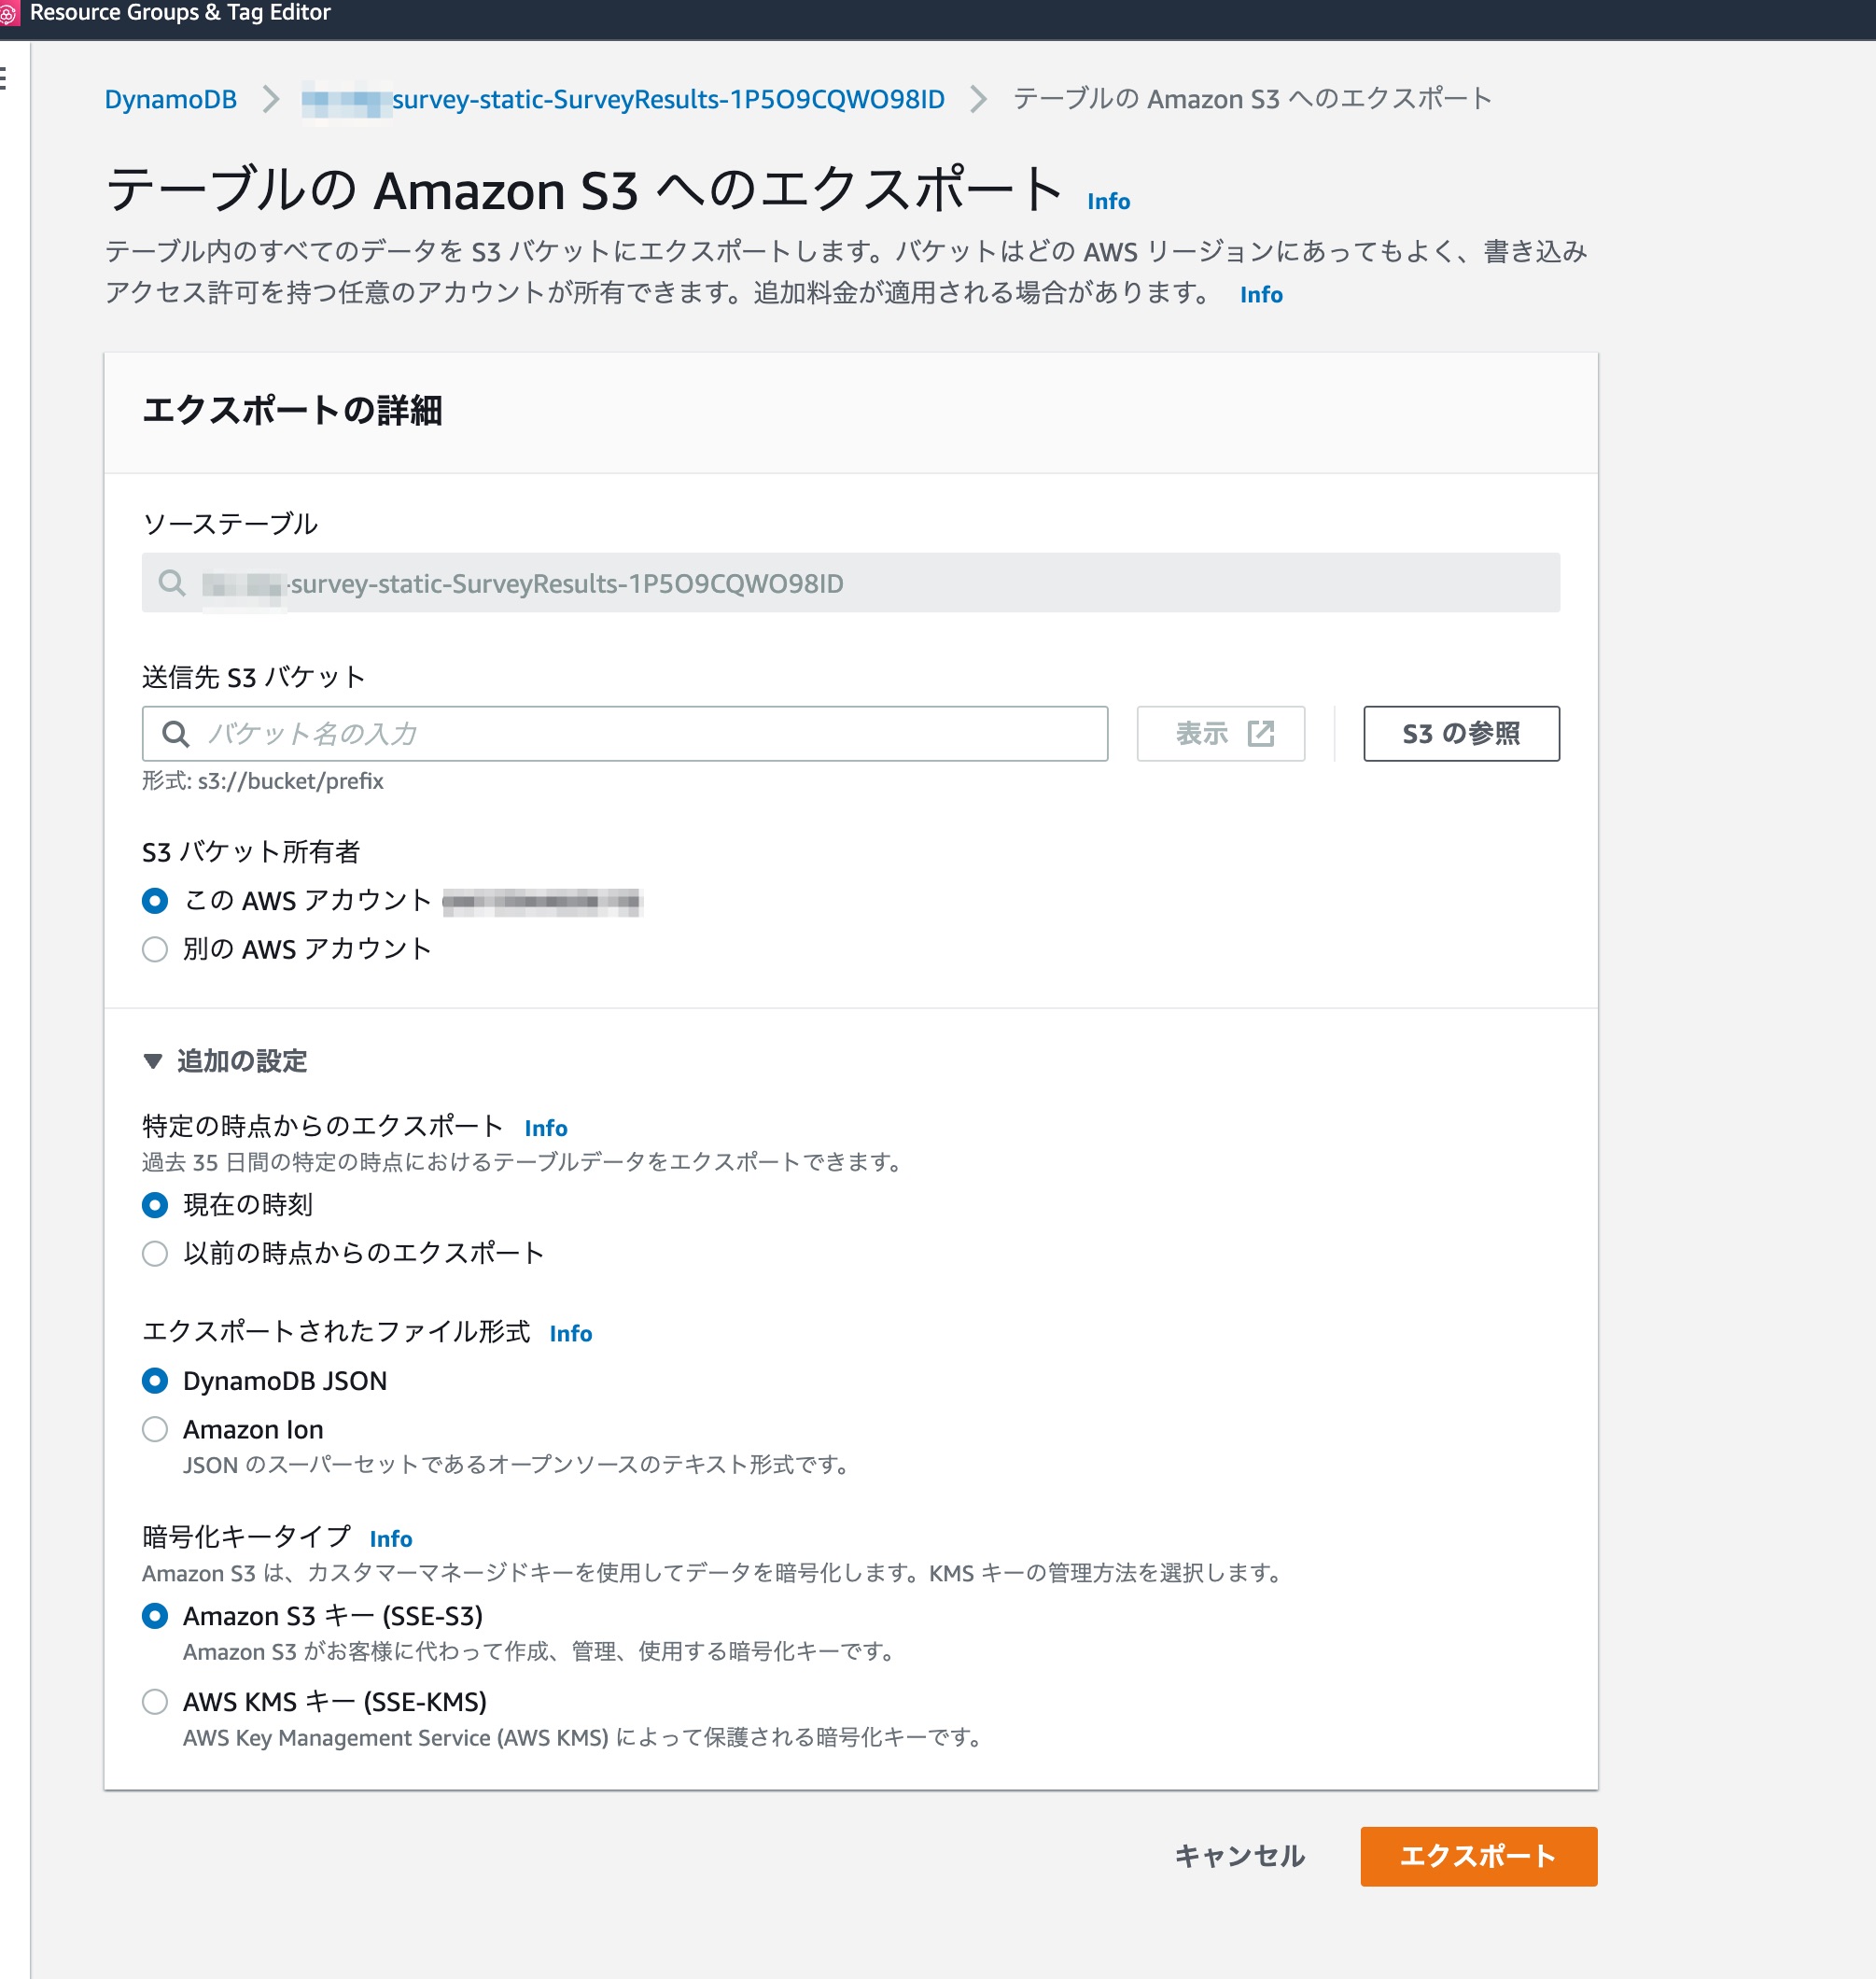 Resource Groups & Tag Editor
DynamoDB > survey-static-SurveyResults-1P5O9CQWO98ID > テーブルの Amazon S3 へのエクスポート
テーブルの Amazon S3 へのエクスポート Info
テーブル内のすべてのデータを S3 バケットにエクスポートします。バケットはどの AWS リージョンにあってもよく、書き込み
アクセス許可を持つ任意のアカウントが所有できます。追加料金が適用される場合があります。 Info
エクスポートの詳細
ソーステーブル
-survey-static-SurveyResults-1P5O9CQWO98ID
送信先 S3 バケット
バケット名の入力 表示 S3 の参照
形式: s3://bucket/prefix
S3 バケット所有者
この AWS アカウント
別の AWS アカウント
▼ 追加の設定
特定の時点からのエクスポート Info
過去 35 日間の特定の時点におけるテーブルデータをエクスポートできます。
現在の時刻
以前の時点からのエクスポート
エクスポートされたファイル形式 Info
DynamoDB JSON
Amazon Ion
JSON のスーパーセットであるオープンソースのテキスト形式です。
暗号化キータイプ Info
Amazon S3 は、カスタマーマネージドキーを使用してデータを暗号化します。KMS キーの管理方法を選択します。
Amazon S3 キー (SSE-S3)
Amazon S3 がお客様に代わって作成、管理、使用する暗号化キーです。
AWS KMS キー (SSE-KMS)
AWS Key Management Service (AWS KMS) によって保護される暗号化キーです。
キャンセル エクスポート